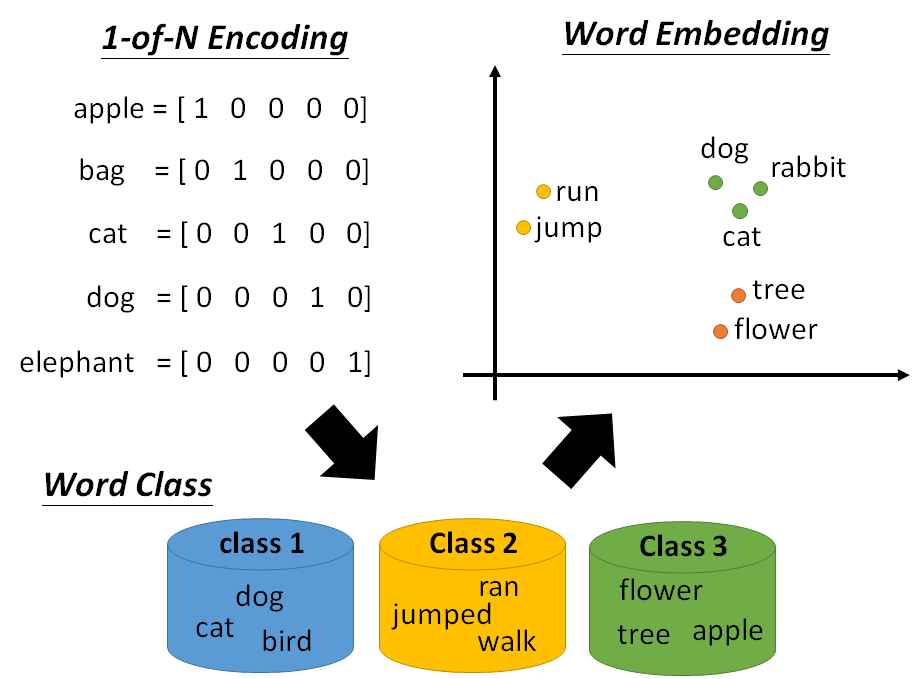 1-of-N Encoding
apple = [ 1 0 0 0 0]
bag = [ 0 1 0 0 0]
cat = [ 0 0 1 0 0]
dog = [ 0 0 0 1 0]
elephant = [ 0 0 0 0 1]
Word Embedding
dog
rabbit
run
jump
cat
tree
flower
Word Class
class 1
dog
cat
bird
Class 2
ran
jumped
walk
Class 3
flower
tree apple